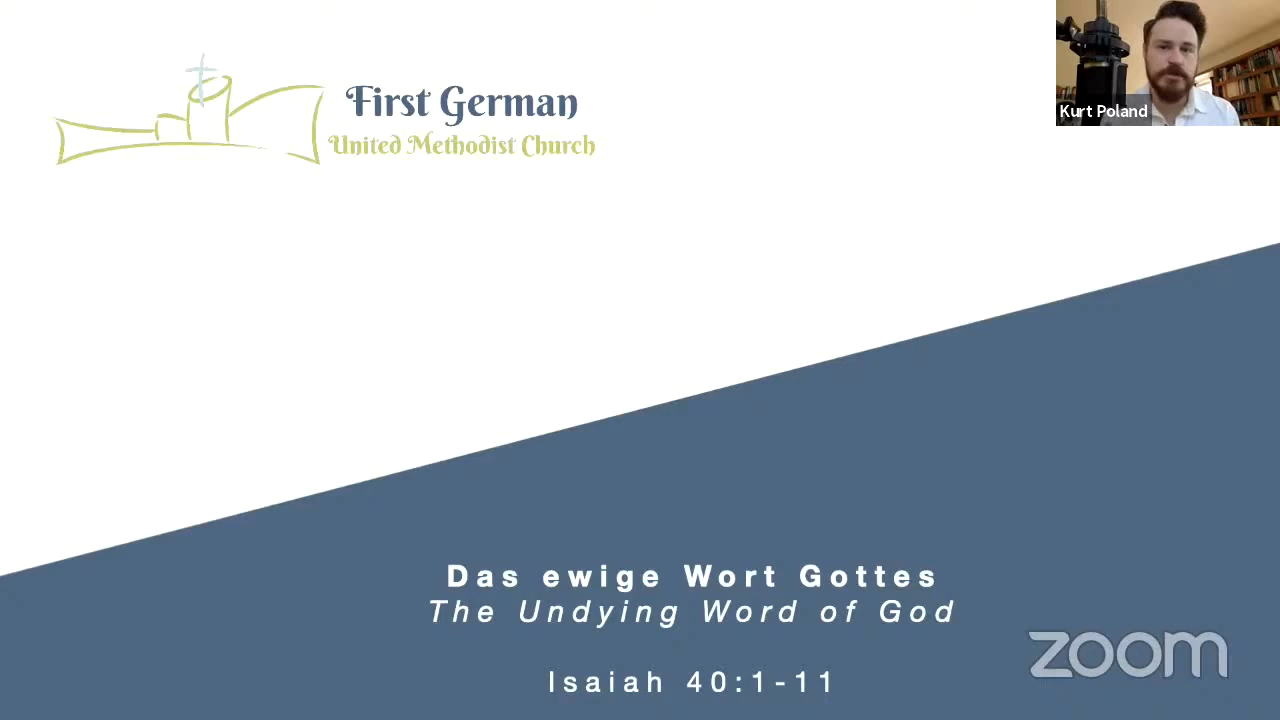 First German
United Methodist Church
Kurt Poland
Das ewige Wort Gottes
The Undying Word of God
zoom
Isaiah 40:1-11